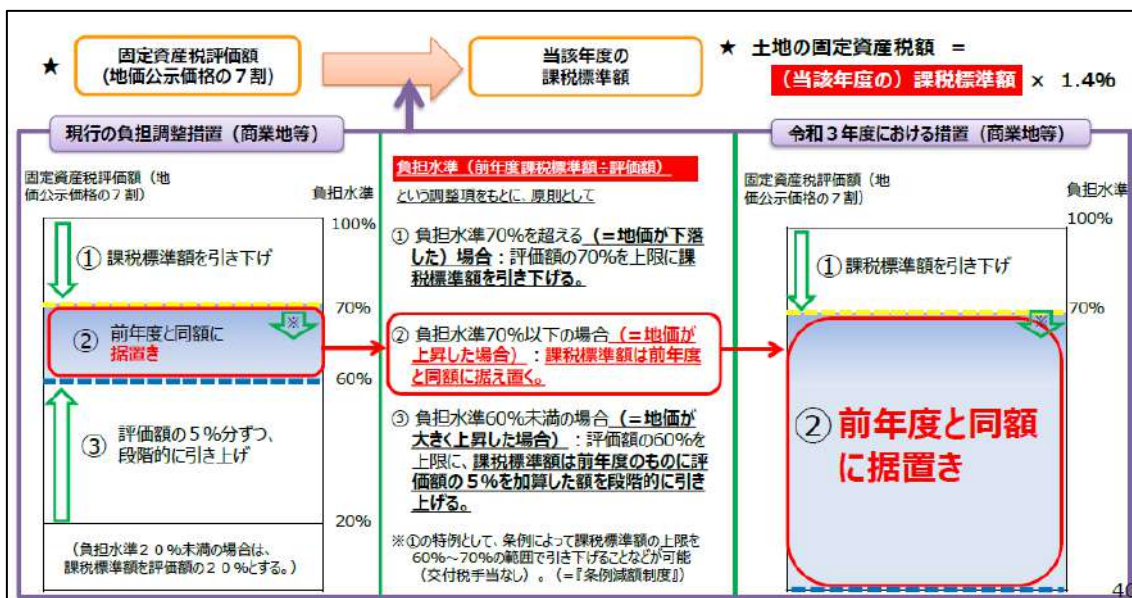 ★ 固定資産税評価額
(地価公示価格の7割)
当該年度の
課税標準額
★ 土地の固定資産税額 =
(当該年度の)課税標準額 × 1.4%
現行の負担調整措置(商業地等)
固定資産税評価額(地
価公示価格の7割)
負担水準
100%
① 課税標準額を引き下げ
70%
※
② 前年度と同額に
据置き
60%
③ 評価額の5%分ずつ、
段階的に引き上げ
20%
(負担水準20%未満の場合は、
課税標準額を評価額の20%とする。)
負担水準(前年度課税標準額÷評価額)
という調整項をもとに、原則として
① 負担水準70%を超える(=地価が下落
した)場合:評価額の70%を上限に課
税標準額を引き下げる。
② 負担水準70%以下の場合(=地価が
上昇した場合):課税標準額は前年度
と同額に据え置く。
③ 負担水準60%未満の場合(=地価が
大きく上昇した場合):評価額の60%を
上限に、課税標準額は前年度のものに評
価額の5%を加算した額を段階的に引き
上げる。
※①の特例として、条例によって課税標準額の上限を
60%~70%の範囲で引き下げることなどが可能
(交付税手当なし)。(=『条例減額制度』)
令和3年度における措置(商業地等)
固定資産税評価額(地
価公示価格の7割)
負担水準
100%
①課税標準額を引き下げ
70%
※
② 前年度と同額
に据置き
40